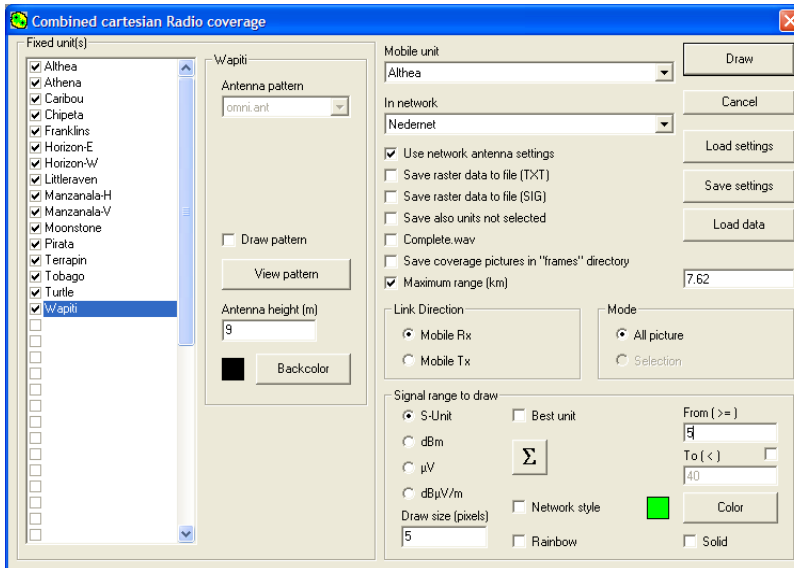 Combined cartesian Radio coverage
Fixed unit(s)
Althea
Athena
Caribou
Chipeta
Franklins
Horizon-E
Horizon-W
Littleraven
Manzanala-H
Manzanala-V
Moonstone
Pirata
Terrapin
Tobago
Turtle
Wapiti
Wapiti
Antenna pattern
omni.ant
Draw pattern
View pattern
Antenna height (m)
9
Backcolor
Mobile unit
Althea
In network
Nedernet
Use network antenna settings
Save raster data to file (TXT)
Save raster data to file (SIG)
Save also units not selected
Complete.wav
Save coverage pictures in "frames" directory
Maximum range (km)
7.62
Draw
Cancel
Load settings
Save settings
Load data
Link Direction
Mobile Rx
Mobile Tx
Mode
All picture
Selection
Signal range to draw
S-Unit
dBm
μV
dBμV/m
Draw size (pixels)
5
Best unit
Σ
Network style
Rainbow
From ( >= )
5
To ( < )
40
Color
Solid